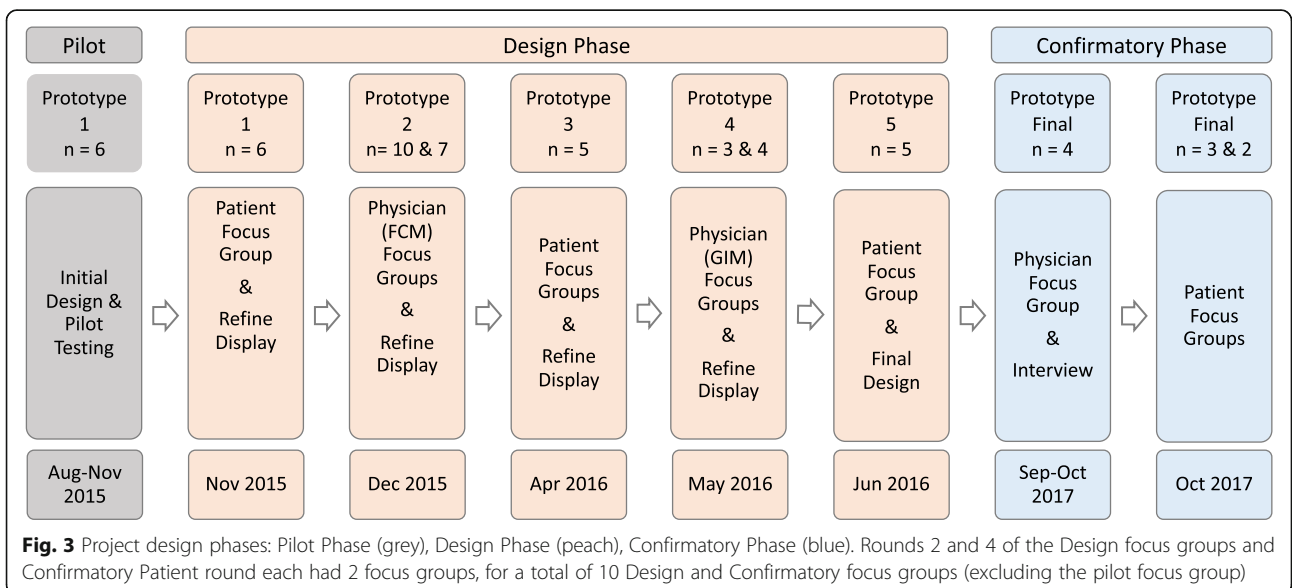 Pilot
Design Phase
Confirmatory Phase
Prototype
1
n = 6
Prototype
1
n = 6
Prototype
2
n= 10 & 7
Prototype
3
n = 5
Prototype
4
n = 3 & 4
Prototype
5
n = 5
Prototype
Final
n = 4
Prototype
Final
n = 3 & 2
Initial
Design &
Pilot
Testing
Patient
Focus
Group
&
Refine
Display
Physician
(FCM)
Focus
Groups
&
Refine
Display
Patient
Focus
Groups
&
Refine
Display
Physician
(GIM)
Focus
Groups
&
Refine
Display
Patient
Focus
Group
&
Final
Design
Physician
Focus
Group
&
Interview
Patient
Focus
Groups
Aug-Nov
2015
Nov 2015
Dec 2015
Apr 2016
May 2016
Jun 2016
Sep-Oct
2017
Oct 2017
Fig. 3 Project design phases: Pilot Phase (grey), Design Phase (peach), Confirmatory Phase (blue). Rounds 2 and 4 of the Design focus groups and
Confirmatory Patient round each had 2 focus groups, for a total of 10 Design and Confirmatory focus groups (excluding the pilot focus group)